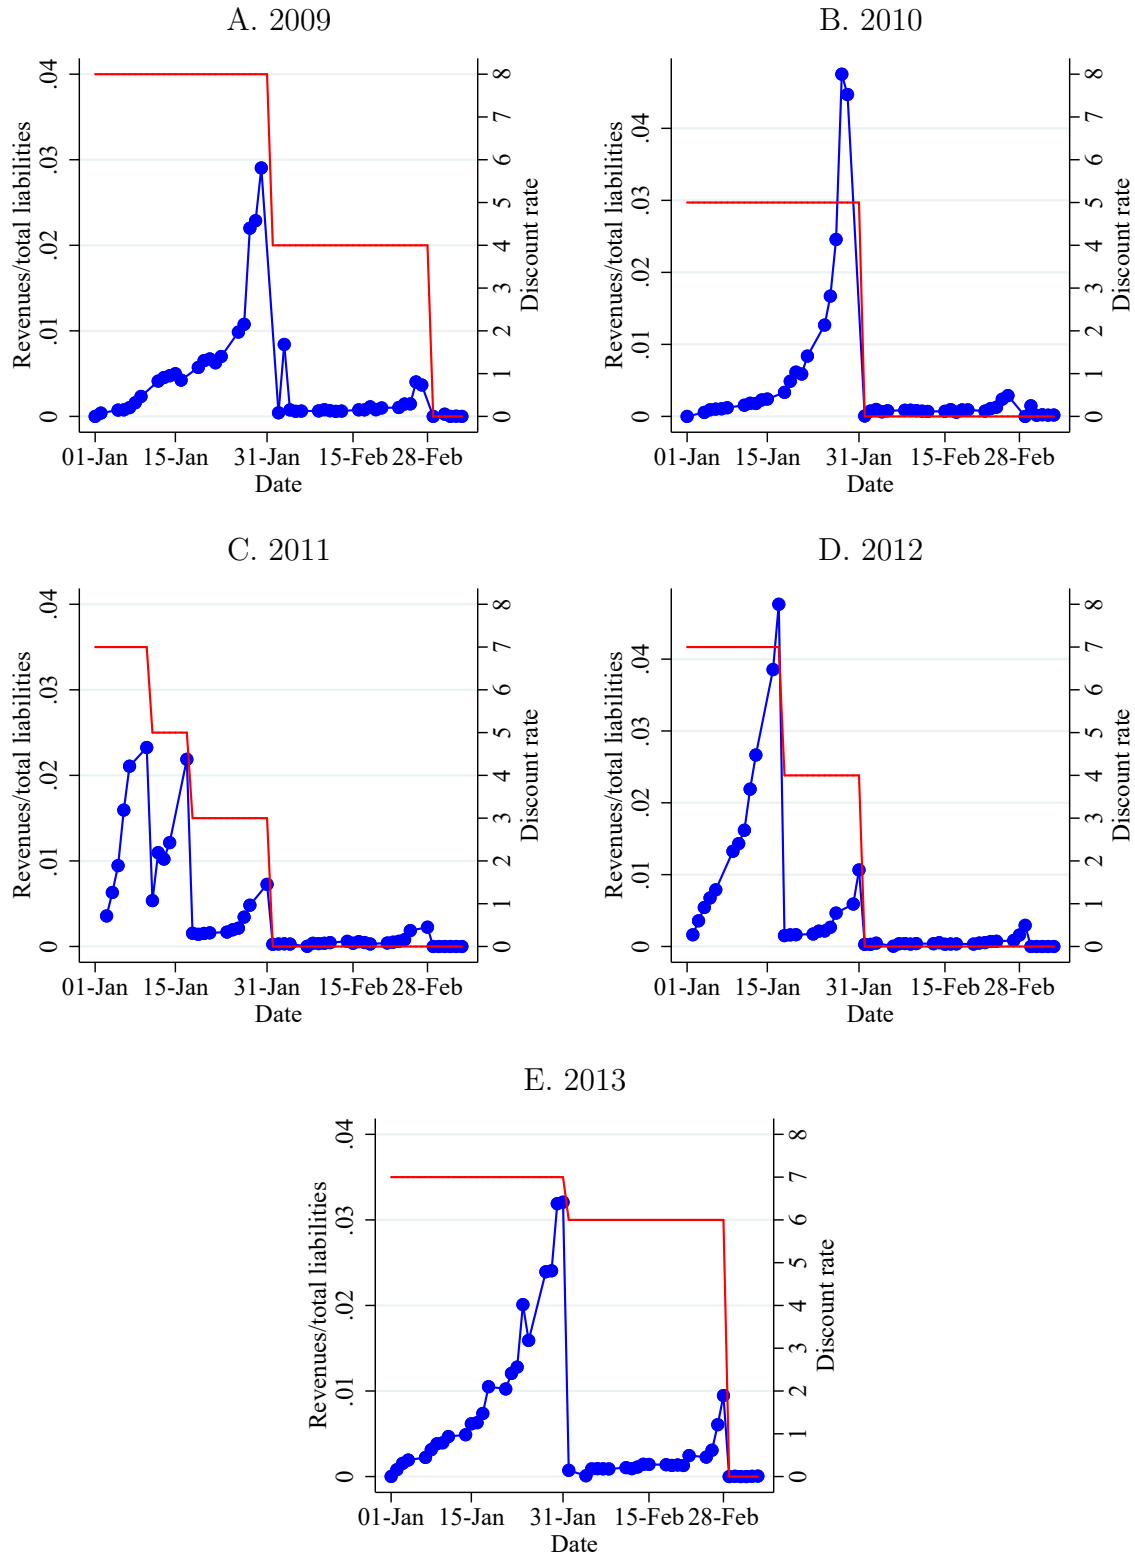 A. 2009
B. 2010
Revenues/total liabilities
0 .01 .02 .03 .04
0 1 2 3 4 5 6 7 8
Discount rate
01-Jan 15-Jan 31-Jan 15-Feb 28-Feb
Date
Revenues/total liabilities
0 .01 .02 .03 .04
0 1 2 3 4 5 6 7 8
Discount rate
01-Jan 15-Jan 31-Jan 15-Feb 28-Feb
Date
C. 2011
D. 2012
Revenues/total liabilities
0 .01 .02 .03 .04
0 1 2 3 4 5 6 7 8
Discount rate
01-Jan 15-Jan 31-Jan 15-Feb 28-Feb
Date
Revenues/total liabilities
0 .01 .02 .03 .04
0 1 2 3 4 5 6 7 8
Discount rate
01-Jan 15-Jan 31-Jan 15-Feb 28-Feb
Date
E. 2013
Revenues/total liabilities
0 .01 .02 .03 .04
0 1 2 3 4 5 6 7 8
Discount rate
01-Jan 15-Jan 31-Jan 15-Feb 28-Feb
Date